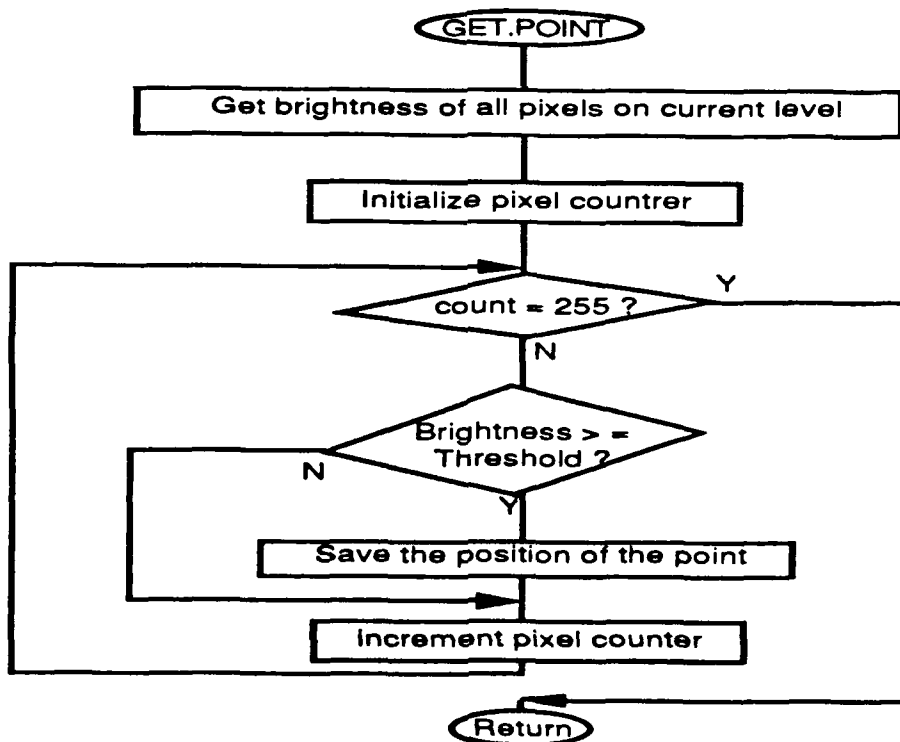 GET.POINT
Get brightness of all pixels on current level
Initialize pixel countrer
count = 255 ?
Y
N
Brightness > =
Threshold ?
N
Y
Save the position of the point
Increment pixel counter
Return